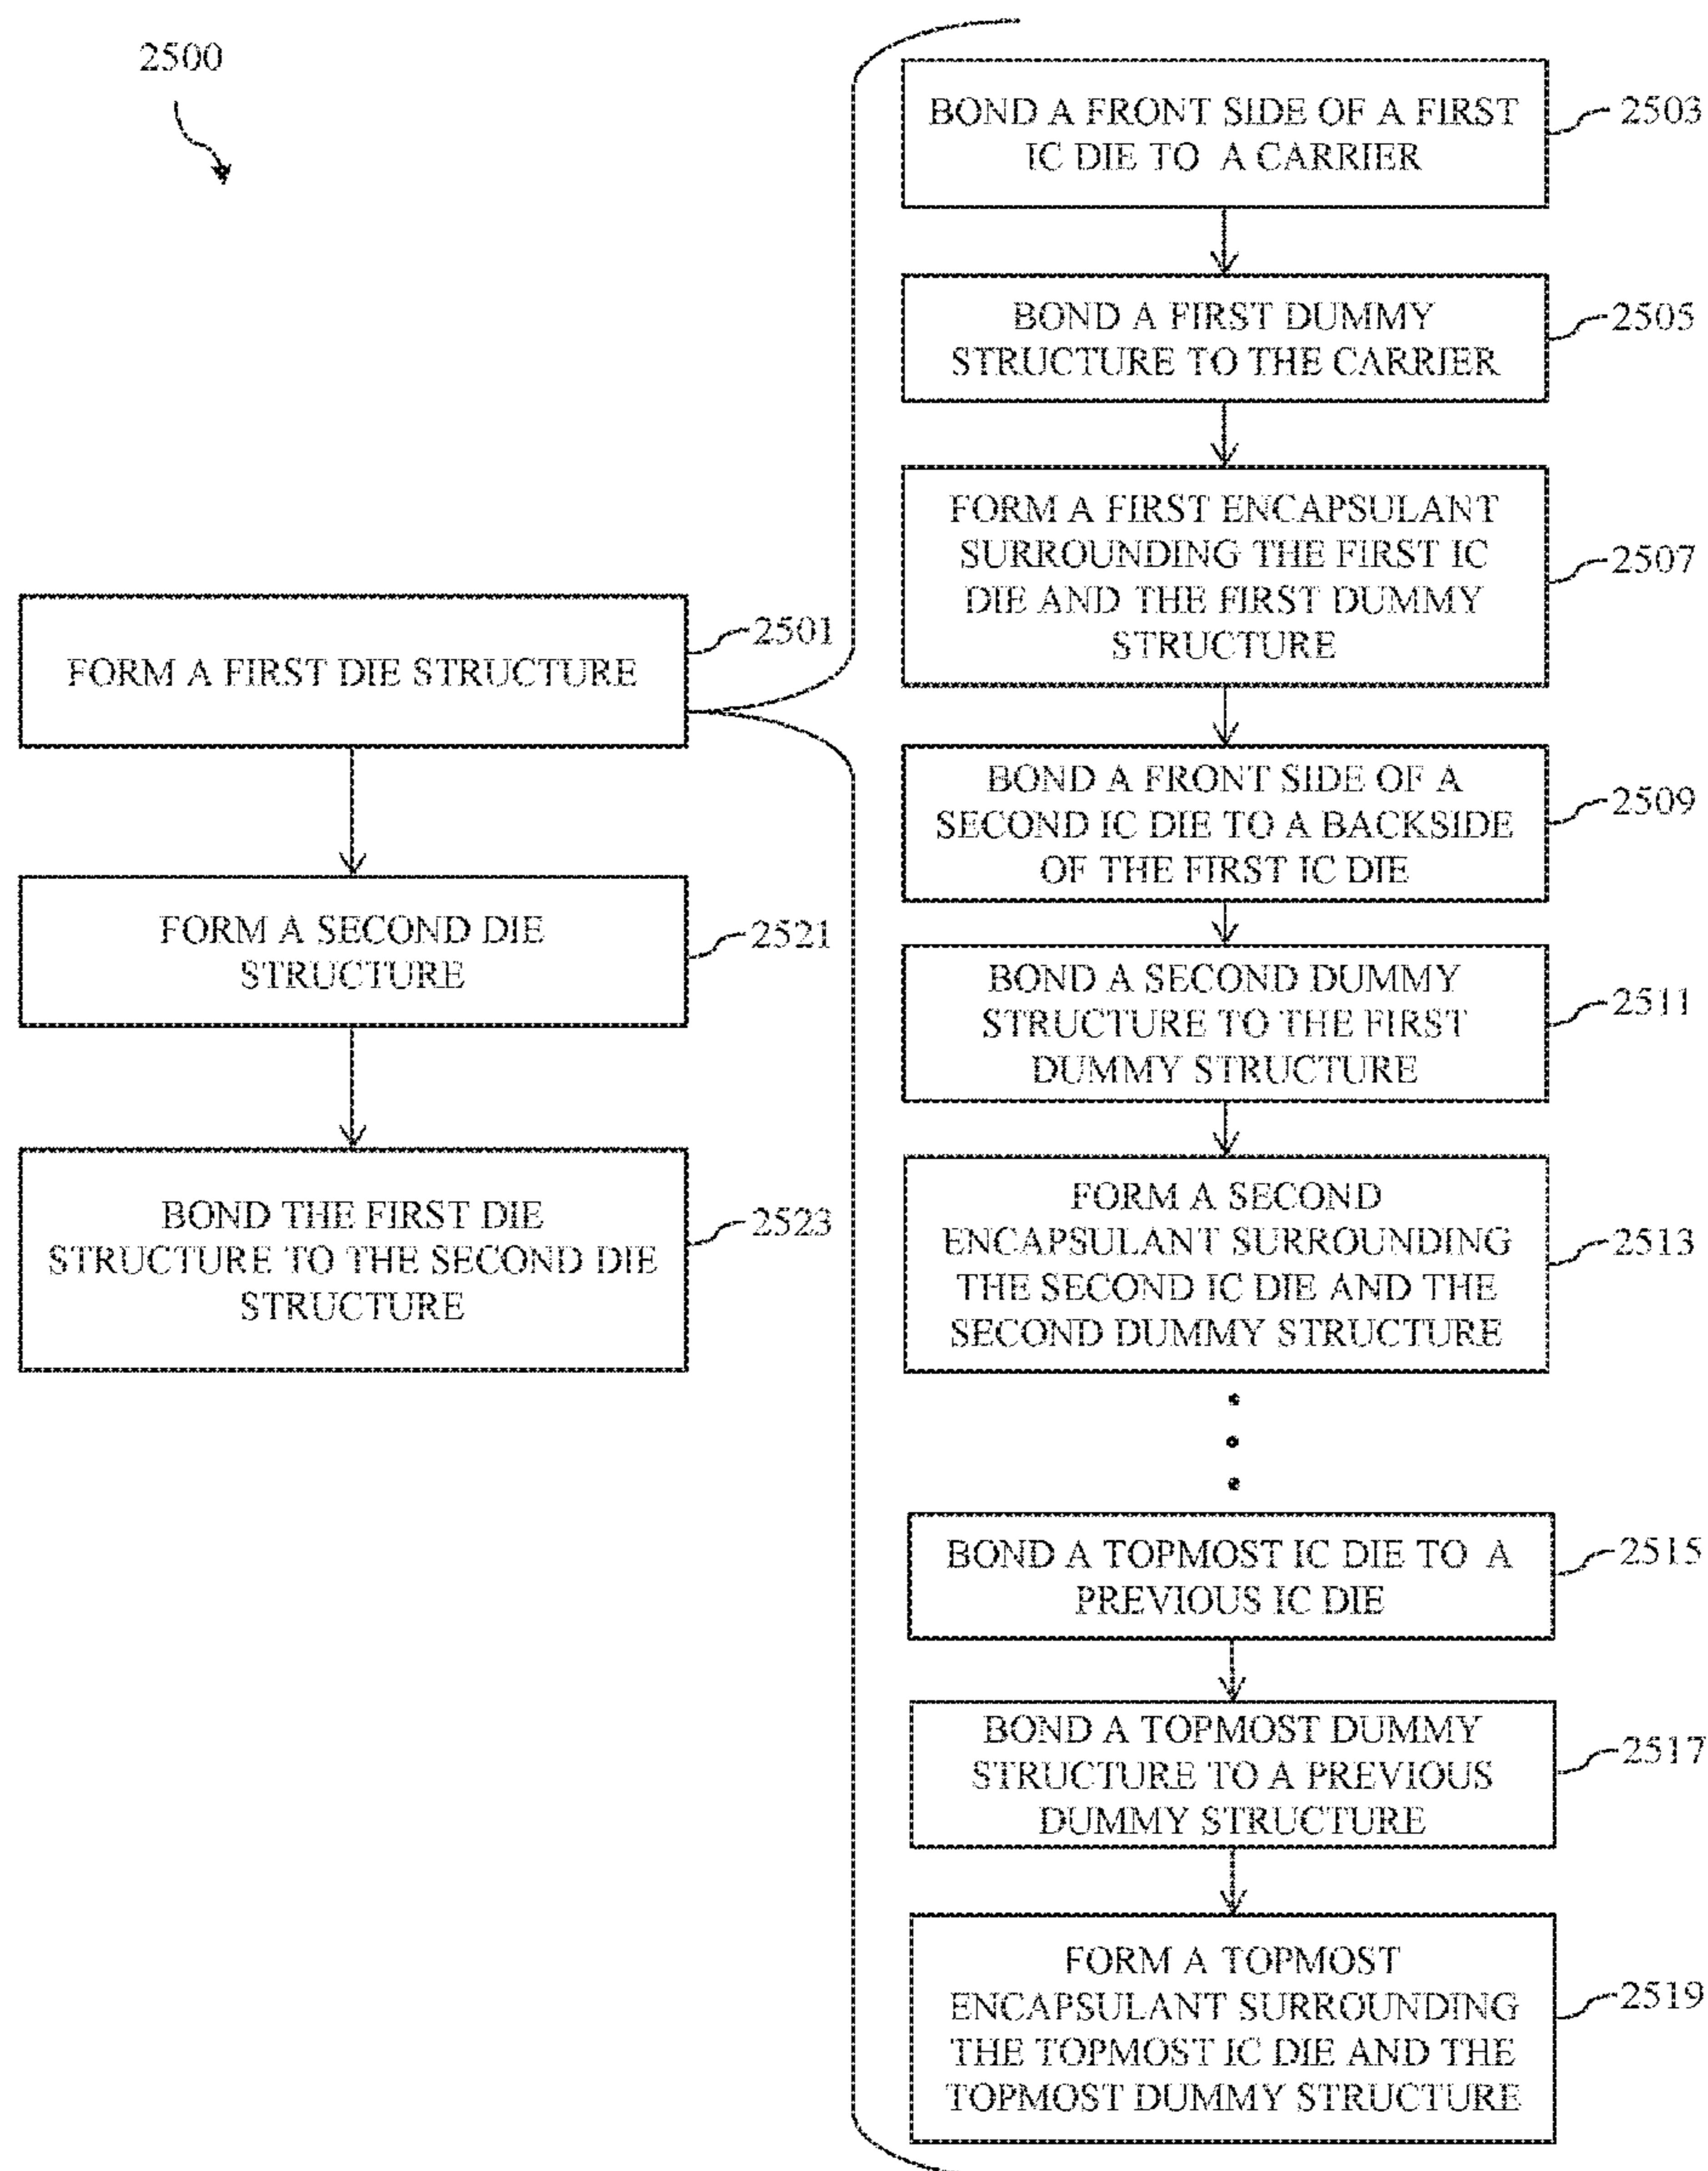 2500
FORM A FIRST DIE STRUCTURE
2501
FORM A SECOND DIE
STRUCTURE
2521
BOND THE FIRST DIE
STRUCTURE TO THE SECOND DIE
STRUCTURE
2523
BOND A FRONT SIDE OF A FIRST
IC DIE TO A CARRIER
2503
BOND A FIRST DUMMY
STRUCTURE TO THE CARRIER
2505
FORM A FIRST ENCAPSULANT
SURROUNDING THE FIRST IC
DIE AND THE FIRST DUMMY
STRUCTURE
2507
BOND A FRONT SIDE OF A
SECOND IC DIE TO A BACKSIDE
OF THE FIRST IC DIE
2509
BOND A SECOND DUMMY
STRUCTURE TO THE FIRST
DUMMY STRUCTURE
2511
FORM A SECOND
ENCAPSULANT SURROUNDING
THE SECOND IC DIE AND THE
SECOND DUMMY STRUCTURE
2513
BOND A TOPMOST IC DIE TO A
PREVIOUS IC DIE
2515
BOND A TOPMOST DUMMY
STRUCTURE TO A PREVIOUS
DUMMY STRUCTURE
2517
FORM A TOPMOST
ENCAPSULANT SURROUNDING
THE TOPMOST IC DIE AND THE
TOPMOST DUMMY STRUCTURE
2519